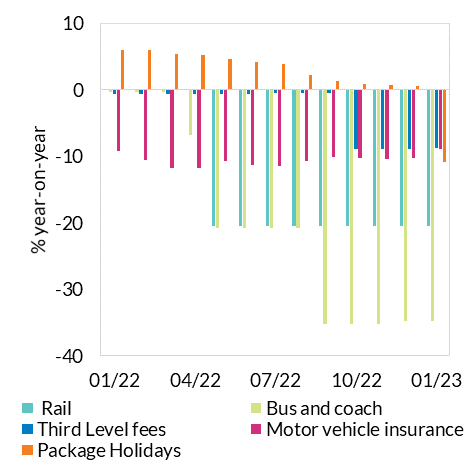 10
0
-10
-20
-30
-40
% year-on-year
01/22 04/22 07/22 10/22 01/23
Rail Bus and coach
Third Level fees Motor vehicle insurance
Package Holidays